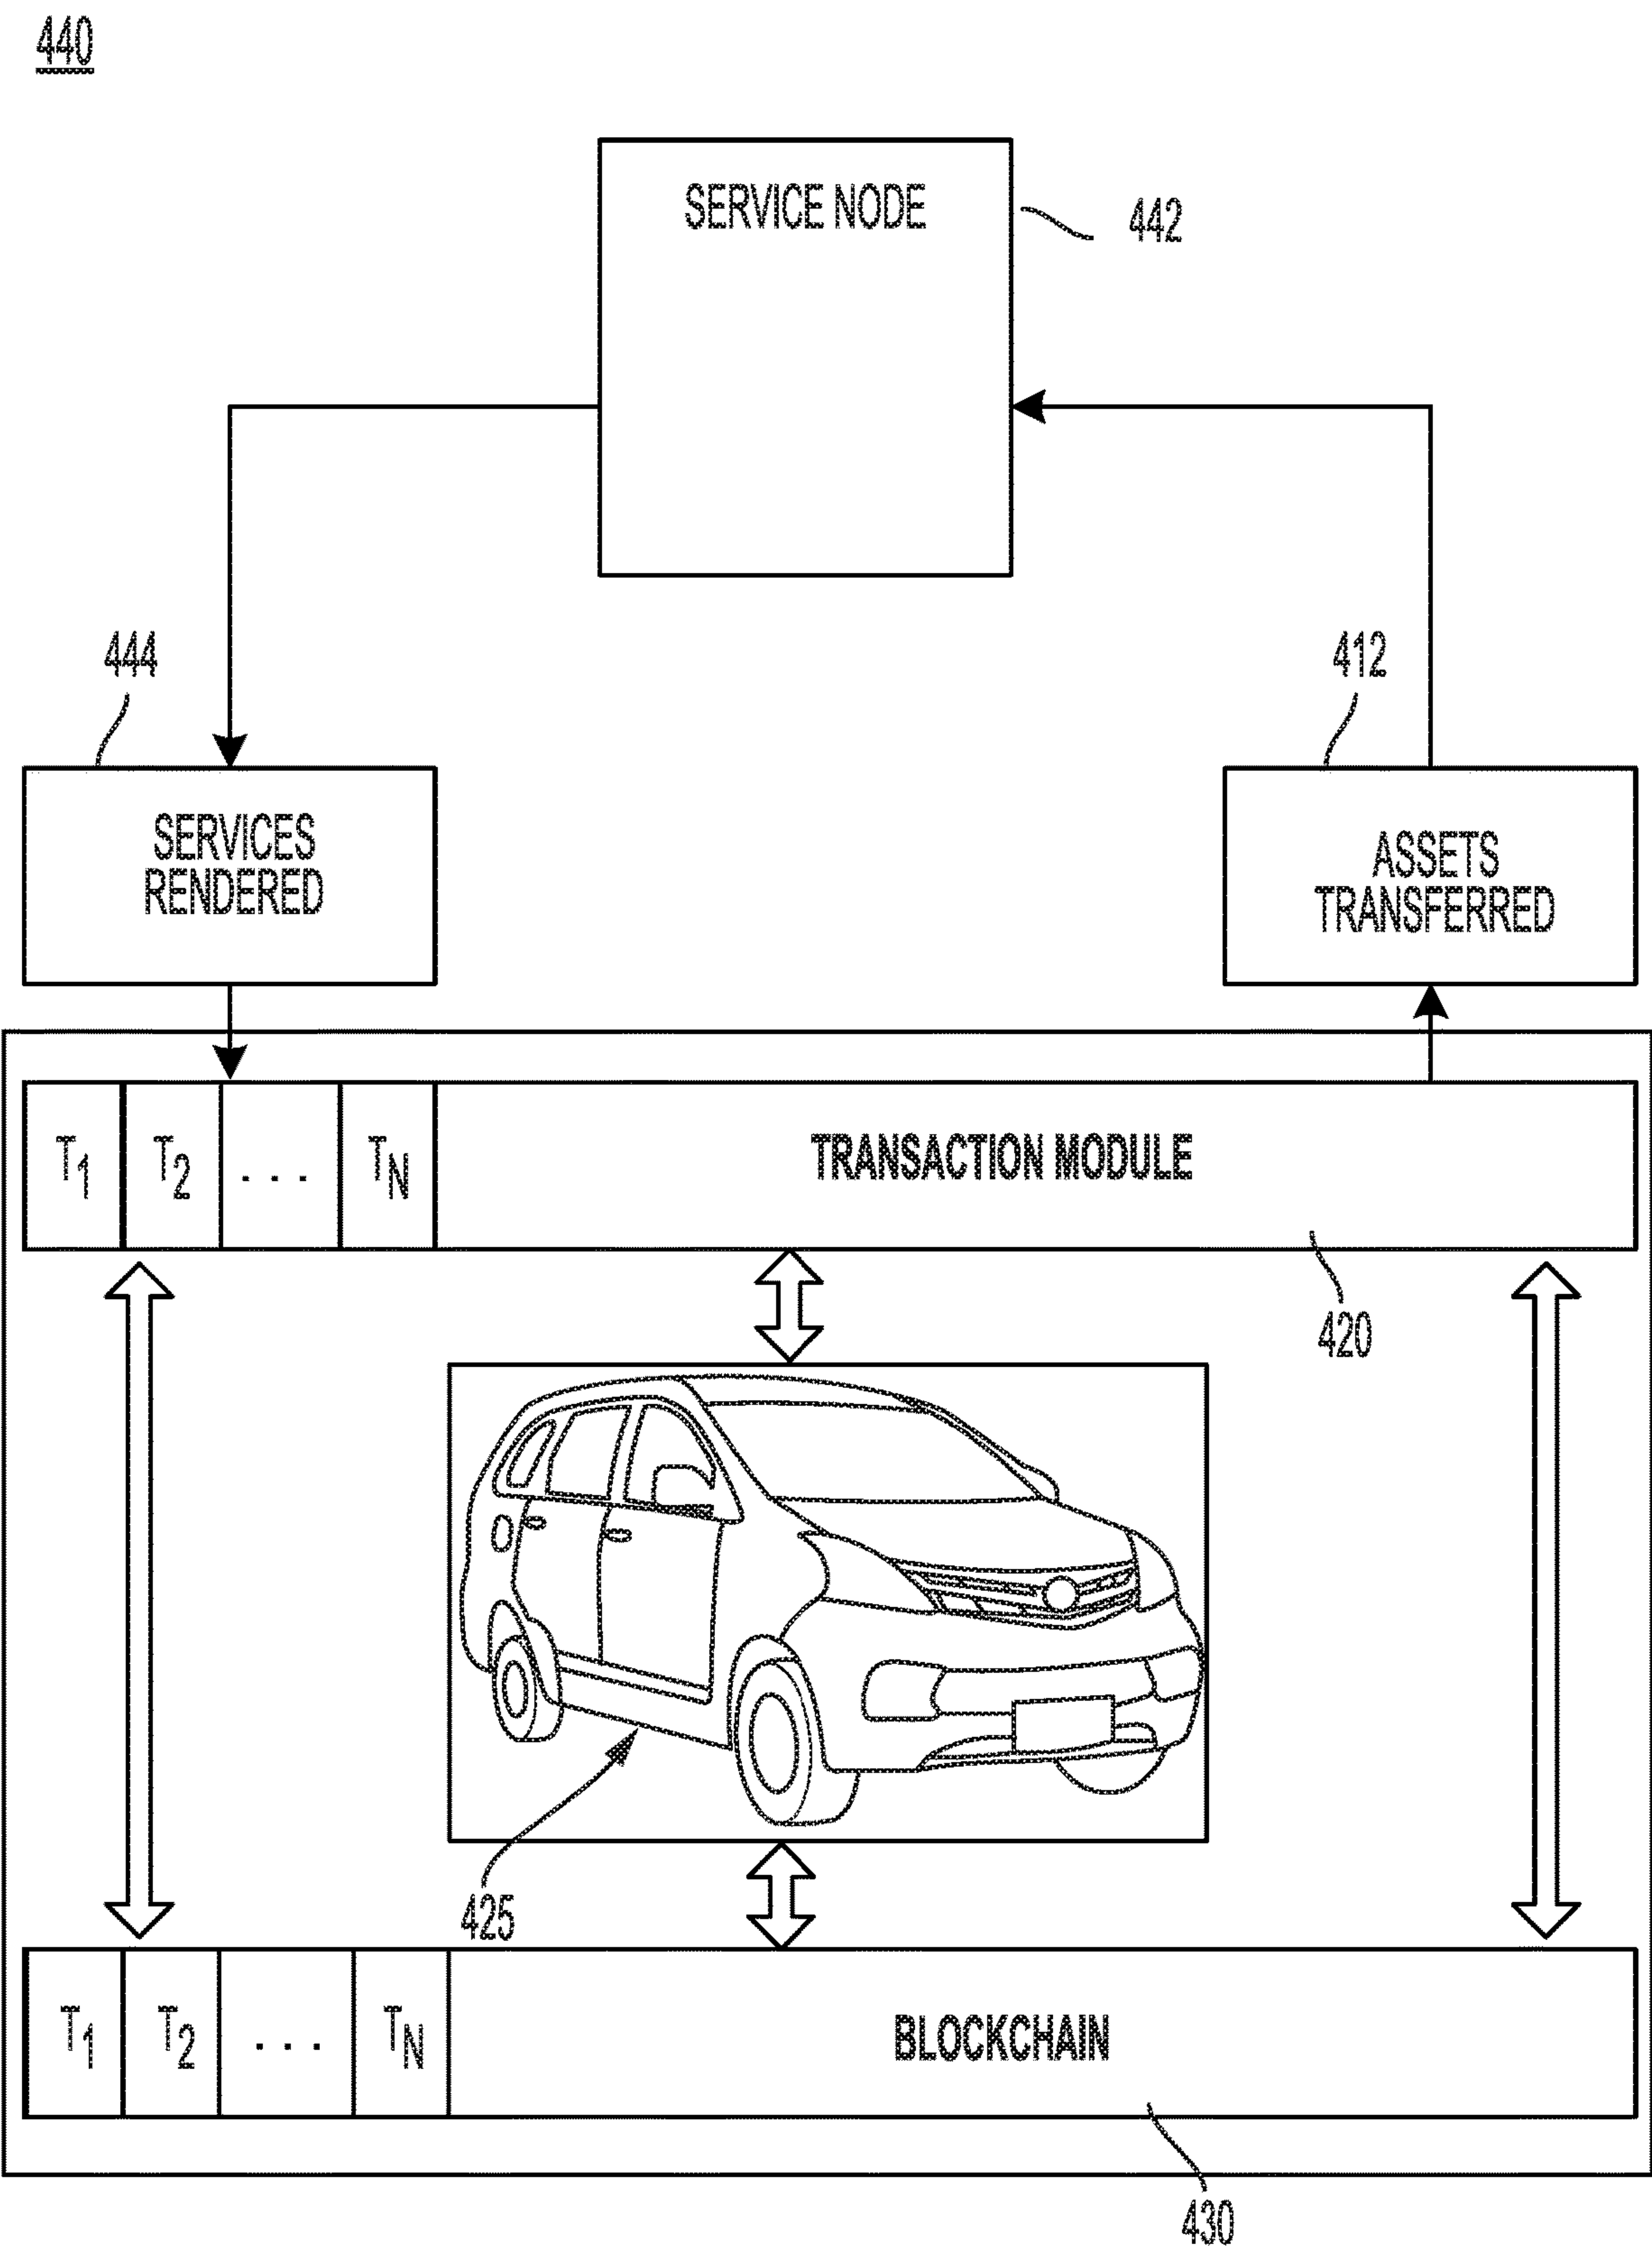 440
SERVICE NODE
442
444
412
SERVICES
RENDERED
ASSETS
TRANSFERRED
T1 T2 . . . TN TRANSACTION MODULE
420
425
T1 T2 . . . TN BLOCKCHAIN
430